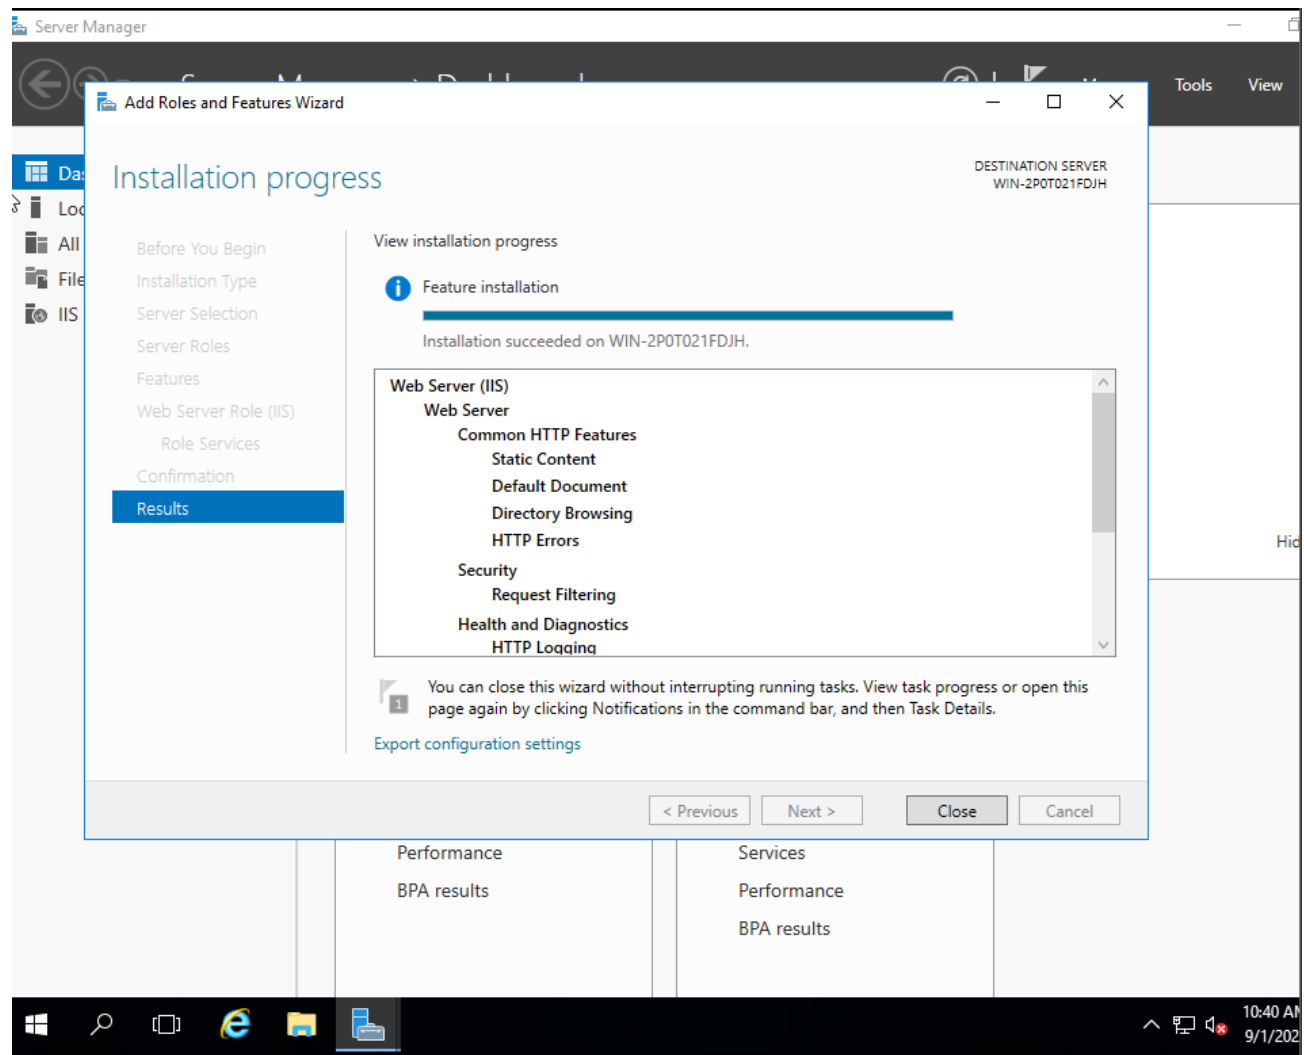 Server Manager
Tools View
Add Roles and Features Wizard
Installation progress
DESTINATION SERVER
WIN-2P0T021FDJH
All
IIS
Before You Begin
Installation Type
Server Selection
Server Roles
Features
Web Server Role (IIS)
Role Services
Confirmation
Results
View installation progress
Feature installation
Installation succeeded on WIN-2P0T021FDJH.
Web Server (IIS)
Web Server
Common HTTP Features
Static Content
Default Document
Directory Browsing
HTTP Errors
Security
Request Filtering
Health and Diagnostics
HTTP Logging
1
You can close this wizard without interrupting running tasks. View task progress or open this
page again by clicking Notifications in the command bar, and then Task Details.
Export configuration settings
< Previous Next > Close Cancel
Performance
BPA results
Services
Performance
BPA results
10:40